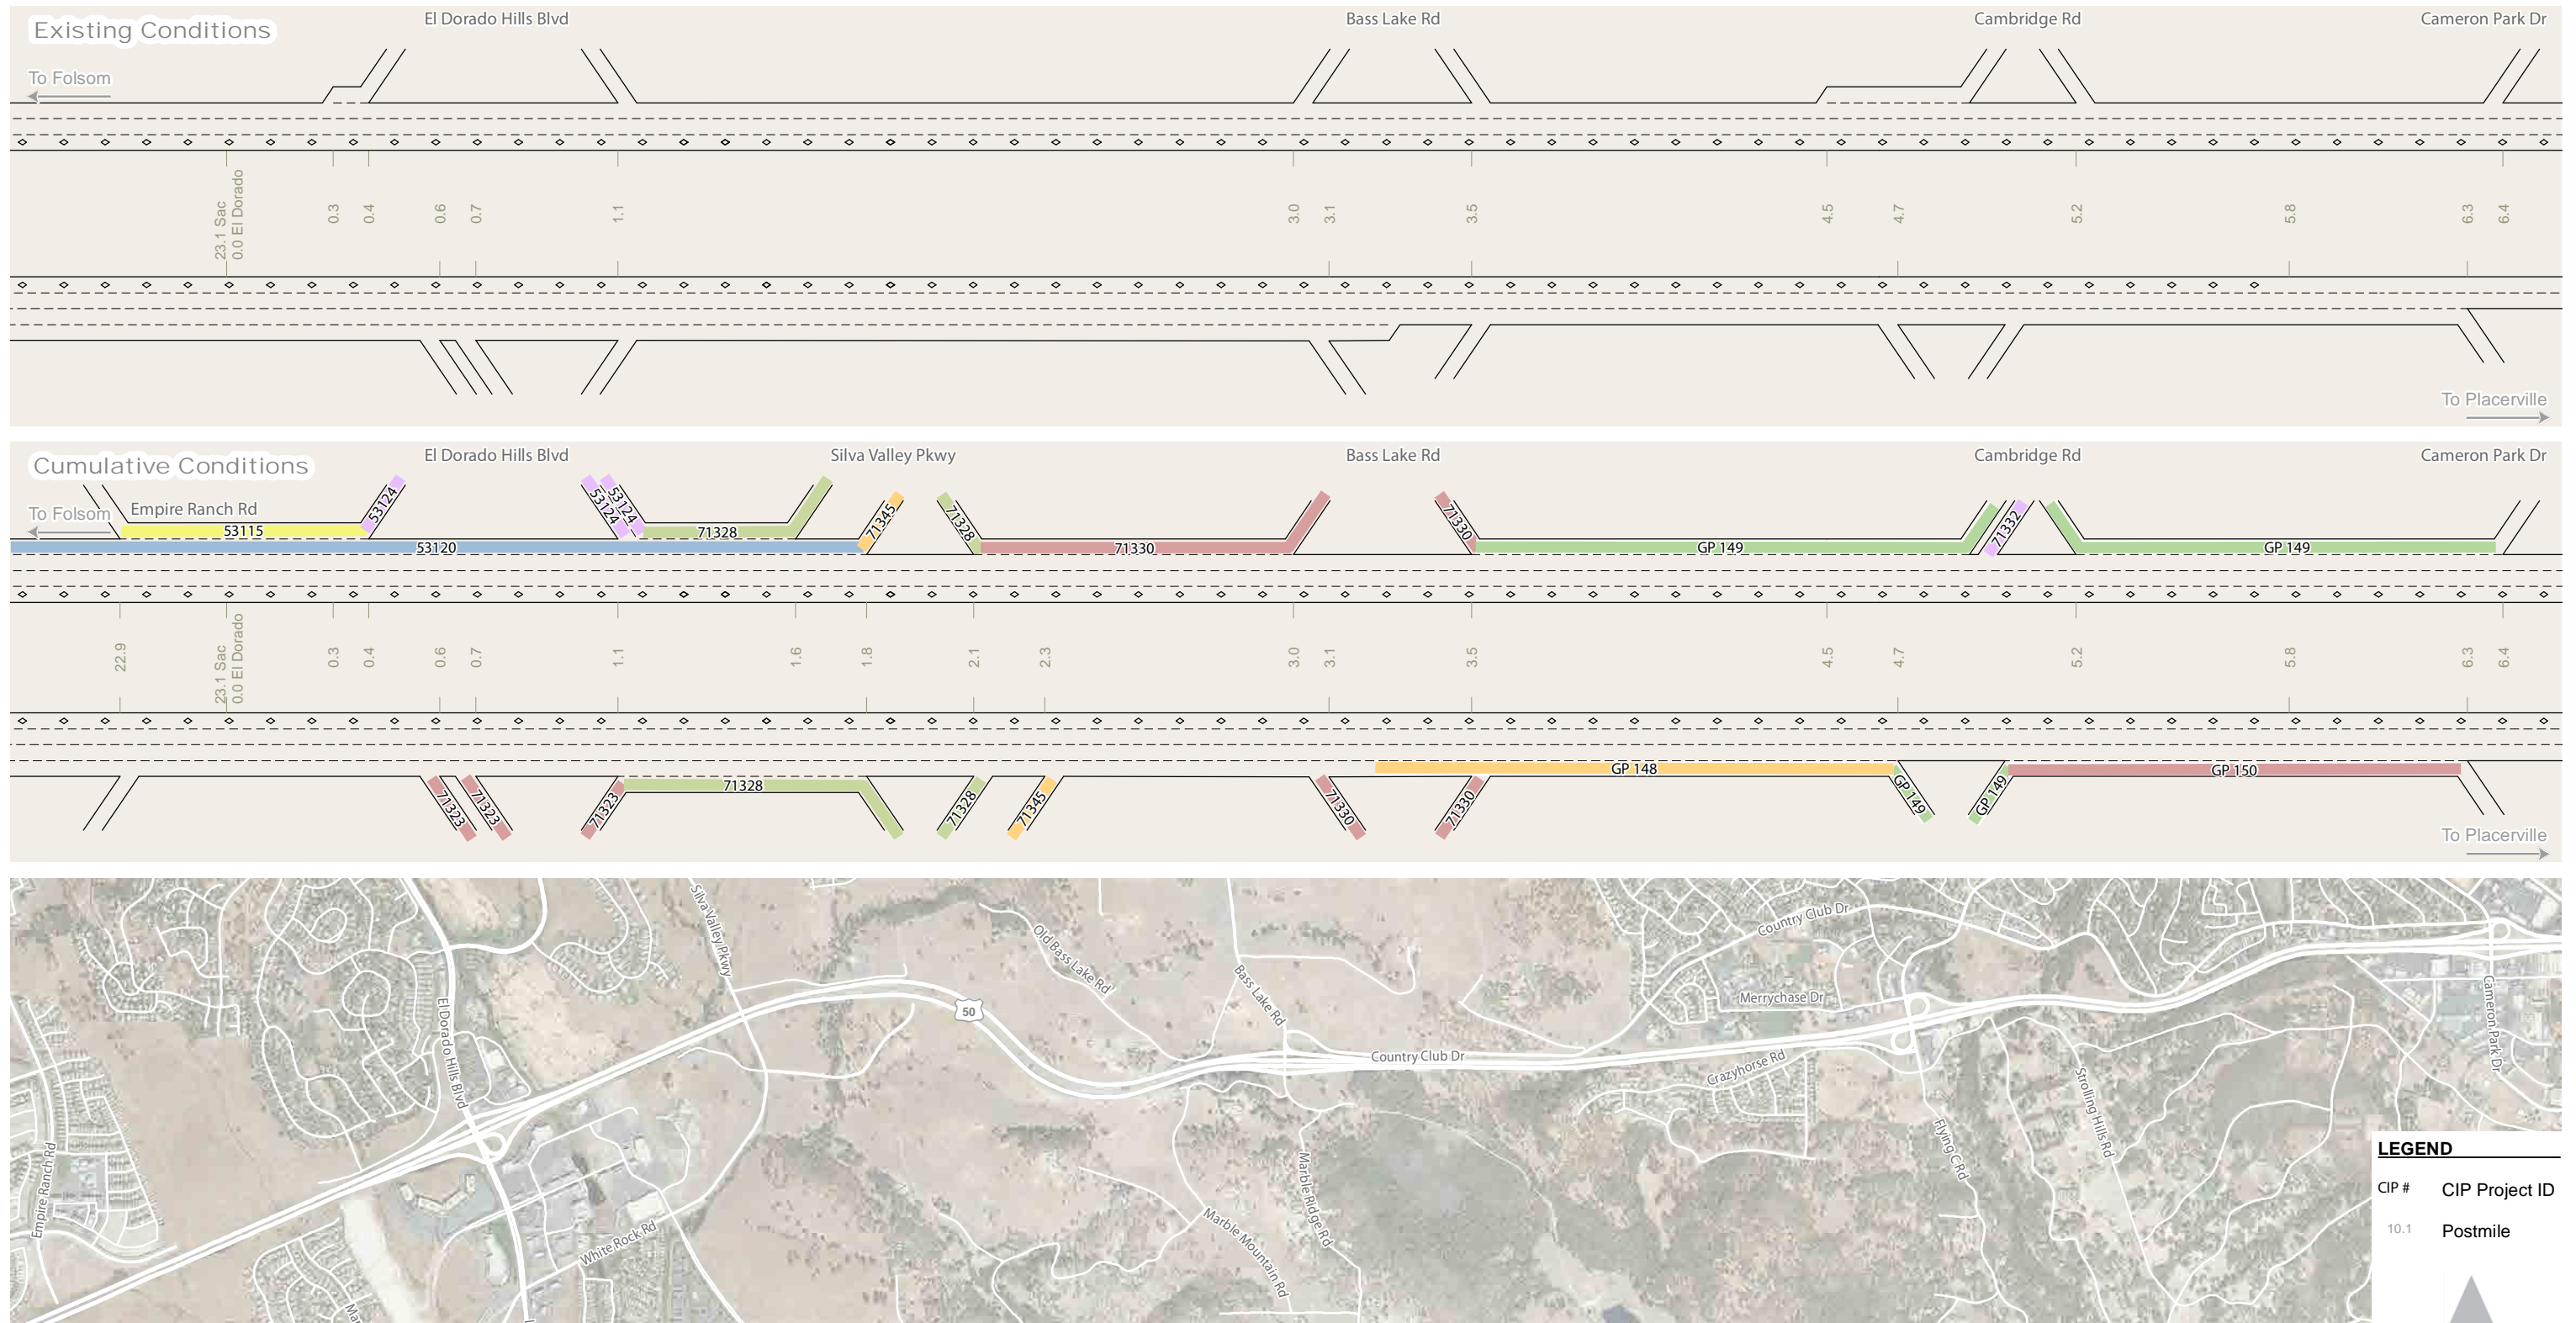 Existing Conditions
El Dorado Hills Blvd
Bass Lake Rd
Cambridge Rd
Cameron Park Dr
To Folsom
23.1 Sac
0.0 El Dorado
0.3
0.4
0.6
0.7
1.1
3.0
3.1
3.5
4.5
4.7
5.2
5.8
6.3
6.4
To Placerville
Cumulative Conditions
El Dorado Hills Blvd
Silva Valley Pkwy
Bass Lake Rd
Cambridge Rd
Cameron Park Dr
To Folsom
Empire Ranch Rd
53115
53124
53124
53124
71328
71345
71328
71330
71330
71332
53120
GP 149
GP 149
22.9
23.1 Sac
0.0 El Dorado
0.3
0.4
0.6
0.7
1.1
1.6
1.8
2.1
2.3
3.0
3.1
3.5
4.5
4.7
5.2
5.8
6.3
6.4
GP 148
GP 150
71323
71323
71323
71328
71328
71345
71330
71330
GP 149
GP 149
To Placerville
Silva Valley Pkwy
Old Bass Lake Rd
Bass Lake Rd
Country Club Dr
El Dorado Hills Blvd
50
Merrychase Dr
Cameron Park Dr
Country Club Dr
Crazyhorse Rd
Strolling Hills Rd
Flying C Rd
Empire Ranch Rd
White Rock Rd
Marble Mountain Rd
Marble Ridge Rd
LEGEND
CIP # CIP Project ID
10.1 Postmile